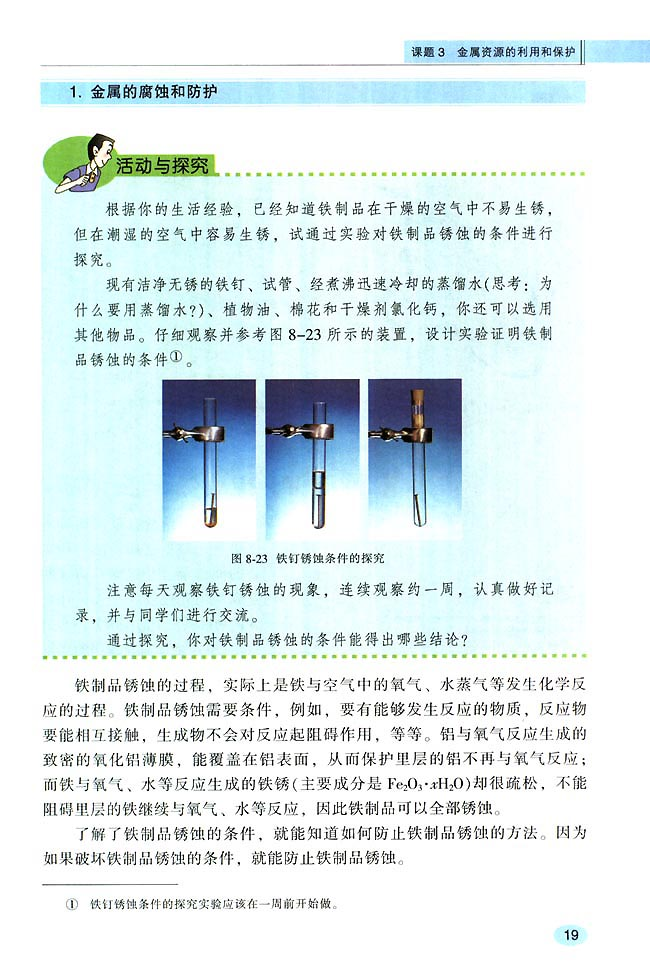 课题 3 金属资源的利用和保护
1. 金属的腐蚀和防护
活动与探究
根据你的生活经验，已经知道铁制品在干燥的空气中不易生锈，
但在潮湿的空气中容易生锈，试通过实验对铁制品锈蚀的条件进行
探究。
现有洁净无锈的铁钉、试管、经煮沸迅速冷却的蒸馏水(思考：为
什么要用蒸馏水?)、植物油、棉花和干燥剂氯化钙，你还可以选用
其他物品。仔细观察并参考图 8-23 所示的装置，设计实验证明铁制
品锈蚀的条件①。
图 8-23 铁钉锈蚀条件的探究
注意每天观察铁钉锈蚀的现象，连续观察约一周，认真做好记
录，并与同学们进行交流。
通过探究，你对铁制品锈蚀的条件能得出哪些结论?
铁制品锈蚀的过程，实际上是铁与空气中的氧气、水蒸气等发生化学反
应的过程。铁制品锈蚀需要条件，例如，要有能够发生反应的物质，反应物
要能相互接触，生成物不会对反应起阻碍作用，等等。铝与氧气反应生成的
致密的氧化铝薄膜，能覆盖在铝表面，从而保护里层的铝不再与氧气反应；
而铁与氧气、水等反应生成的铁锈(主要成分是 Fe₂O₃·xH₂O)却很疏松，不能
阻碍里层的铁继续与氧气、水等反应，因此铁制品可以全部锈蚀。
了解了铁制品锈蚀的条件，就能知道如何防止铁制品锈蚀的方法。因为
如果破坏铁制品锈蚀的条件，就能防止铁制品锈蚀。
① 铁钉锈蚀条件的探究实验应该在一周前开始做。
19